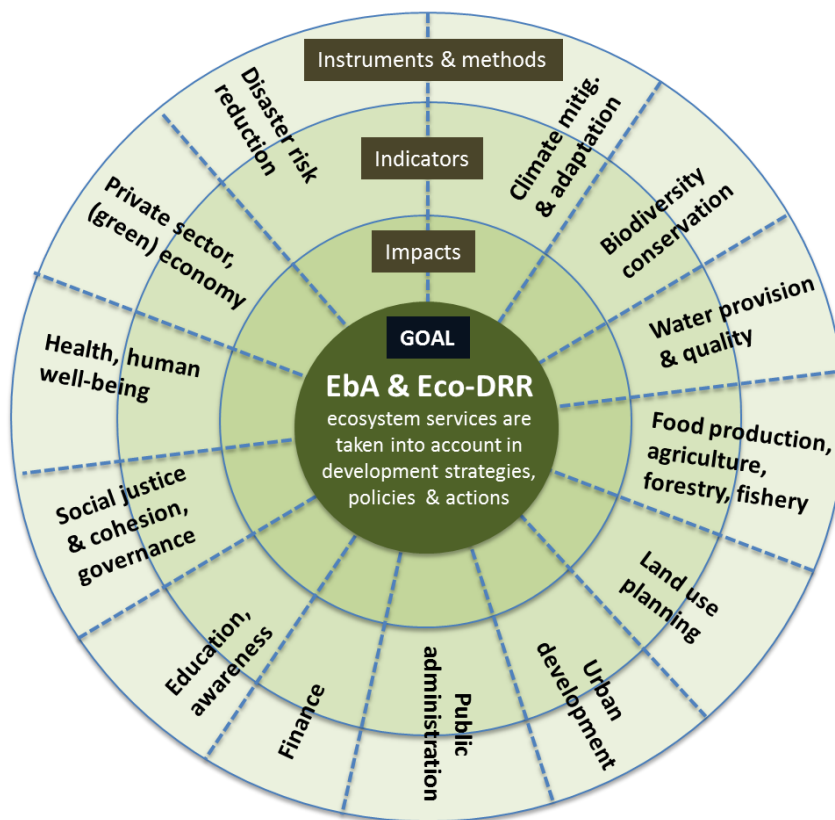 Instruments & methods
Indicators
Impacts
GOAL
EbA & Eco-DRR
ecosystem services are
taken into account in
development strategies,
policies & actions
Climate mitig.
& adaptation
Biodiversity
conservation
Water provision
& quality
Food production,
agriculture,
forestry, fishery
Land use
planning
Urban
development
Public
administration
Finance
Education,
awareness
Social justice
& cohesion,
governance
Health, human
well-being
Private sector,
(green) economy
Disaster risk
reduction